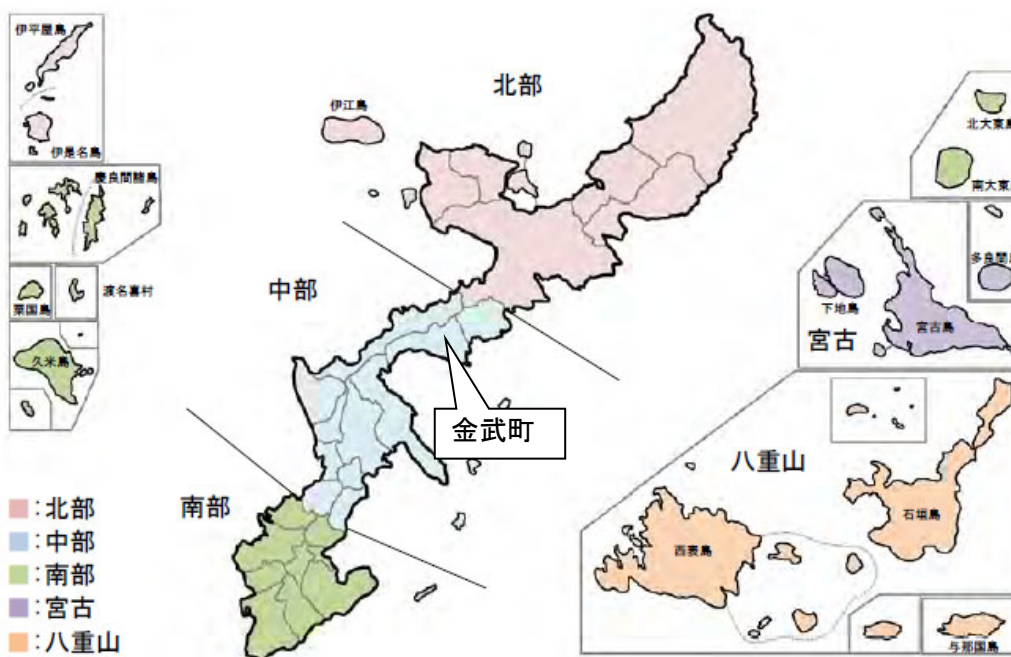 伊平屋島
伊是名島
慶良間諸島
粟国島
渡名喜村
久米島
北部
伊江島
中部
金武町
南部
北大東島
南大東島
多良間島
下地島
宮古島
宮古
八重山
石垣島
西表島
与那国島
:北部
:中部
:南部
:宮古
:八重山